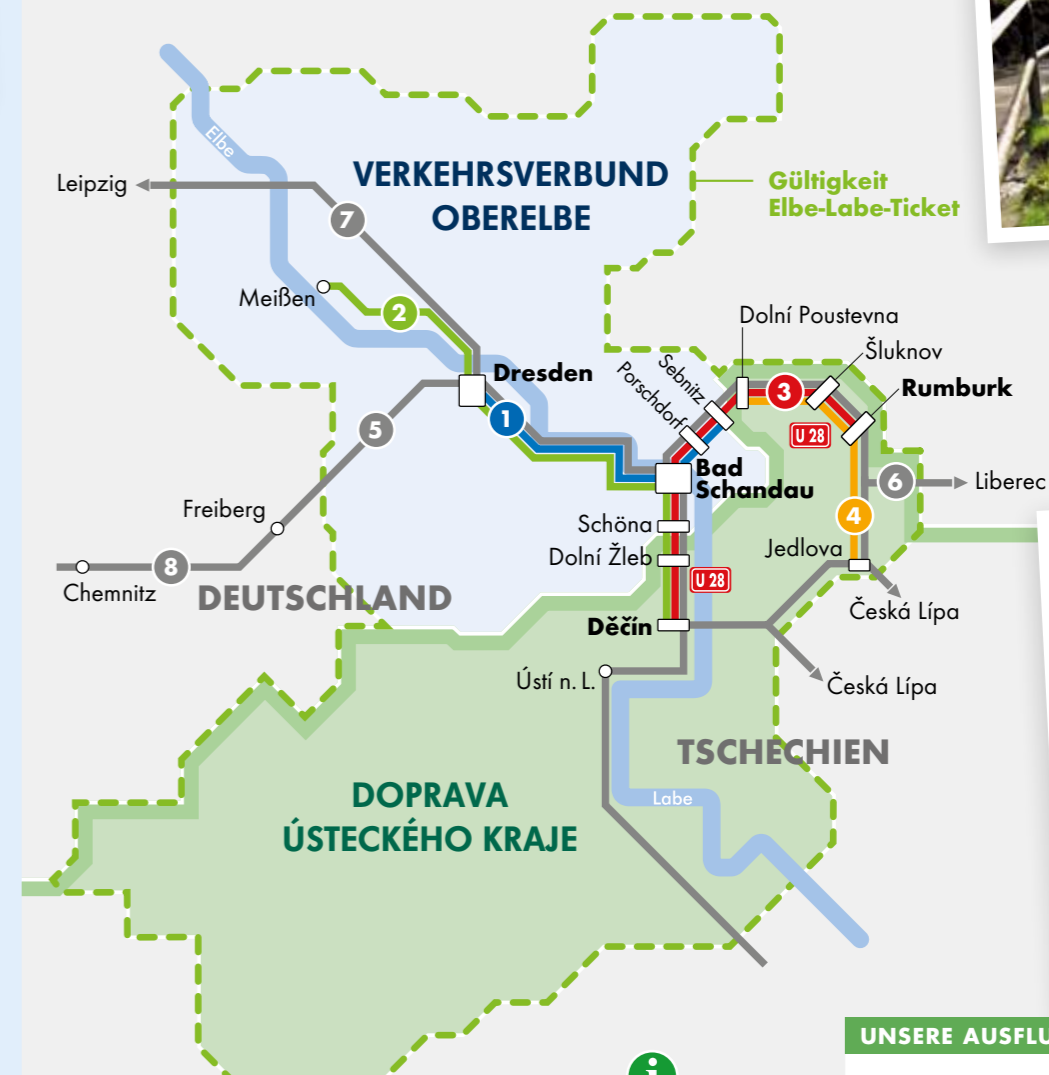 Elbe
Leipzig
VERKEHRSVERBUND
OBERELBE
Gültigkeit
Elbe-Labe-Ticket
7
Meißen
2
Dolní Poustevna
Šluknov
Sebnitz
Porschdorf
Dresden
Rumburk
3
1
5
U 28
Bad
Schandau
6
Liberec
Freiberg
4
Schöna
Dolní Žleb
Jedlova
8
U 28
Chemnitz
DEUTSCHLAND
Česká Lípa
Děčín
Ústí n. L.
Česká Lípa
TSCHECHIEN
DOPRAVA
ÚSTECKÉHO KRAJE
Labe
UNSERE
i